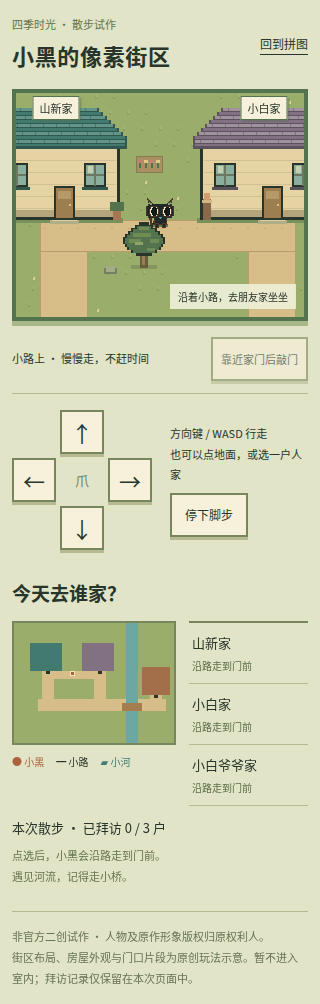 四季时光 · 散步试作
小黑的像素街区
回到拼图
山新家
小白家
沿着小路，去朋友家坐坐
小路上 · 慢慢走，不赶时间
靠近家门后敲门
↑
← 爪 →
↓
方向键 / WASD 行走
也可以点地面，或选一户人家
停下脚步
今天去谁家？
山新家
沿路走到门前
小白家
沿路走到门前
小白爷爷家
沿路走到门前
小黑 小路 小河
本次散步 · 已拜访 0 / 3 户
点选后，小黑会沿路走到门前。
遇见河流，记得走小桥。
非官方二创试作 · 人物及原作形象版权归原权利人。
街区布局、房屋外观与门口片段为原创玩法示意。暂不进入
室内；拜访记录仅保留在本次页面中。